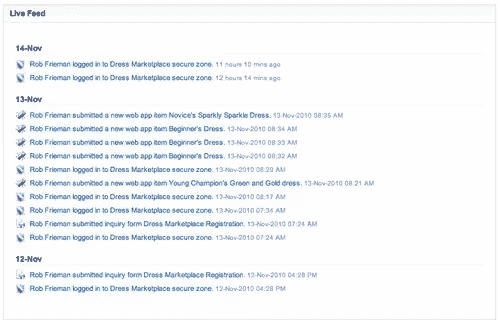 Live Feed
14-Nov
Rob Frieman logged in to Dress Marketplace secure zone. 11 hours 10 mins ago
Rob Frieman logged in to Dress Marketplace secure zone. 12 hours 14 mins ago
13-Nov
Rob Frieman submitted a new web app item Novice's Sparkly Sparkle Dress. 13-Nov-2010 08:35 AM
Rob Frieman submitted a new web app item Beginner's Dress. 13-Nov-2010 08:34 AM
Rob Frieman submitted a new web app item Beginner's Dress. 13-Nov-2010 08:33 AM
Rob Frieman submitted a new web app item Beginner's Dress. 13-Nov-2010 08:32 AM
Rob Frieman logged in to Dress Marketplace secure zone. 13-Nov-2010 08:29 AM
Rob Frieman submitted a new web app item Young Champion's Green and Gold dress. 13-Nov-2010 08:21 AM
Rob Frieman logged in to Dress Marketplace secure zone. 13-Nov-2010 08:17 AM
Rob Frieman logged in to Dress Marketplace secure zone. 13-Nov-2010 07:34 AM
Rob Frieman submitted inquiry form Dress Marketplace Registration. 13-Nov-2010 07:24 AM
Rob Frieman logged in to Dress Marketplace secure zone. 13-Nov-2010 07:24 AM
12-Nov
Rob Frieman submitted inquiry form Dress Marketplace Registration. 12-Nov-2010 04:28 PM
Rob Frieman logged in to Dress Marketplace secure zone. 12-Nov-2010 04:28 PM